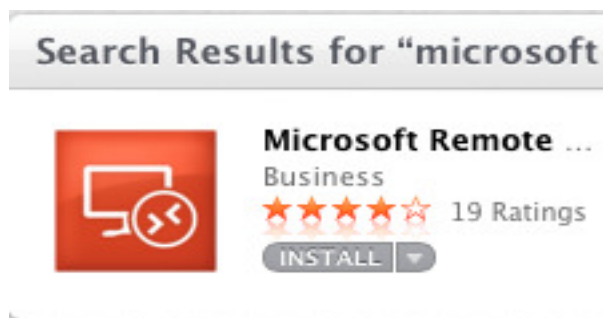 Search Results for “microsoft
Microsoft Remote ...
Business
19 Ratings
INSTALL